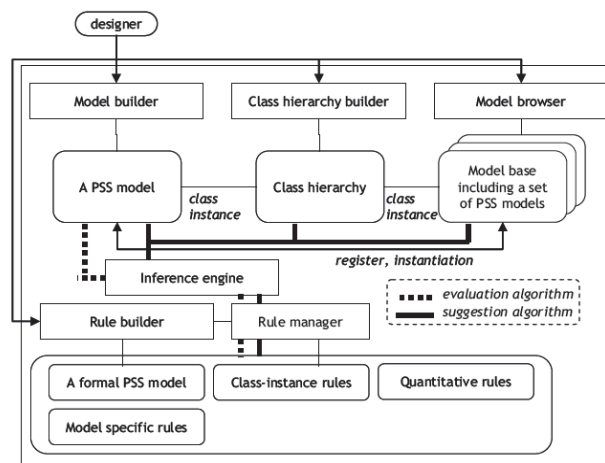 designer
Model builder
Class hierarchy builder
Model browser
A PSS model
Class hierarchy
Model base
including a set
of PSS models
class
instance
class
instance
register, instantiation
Inference engine
evaluation algorithm
suggestion algorithm
Rule builder
Rule manager
A formal PSS model
Class-instance rules
Quantitative rules
Model specific rules